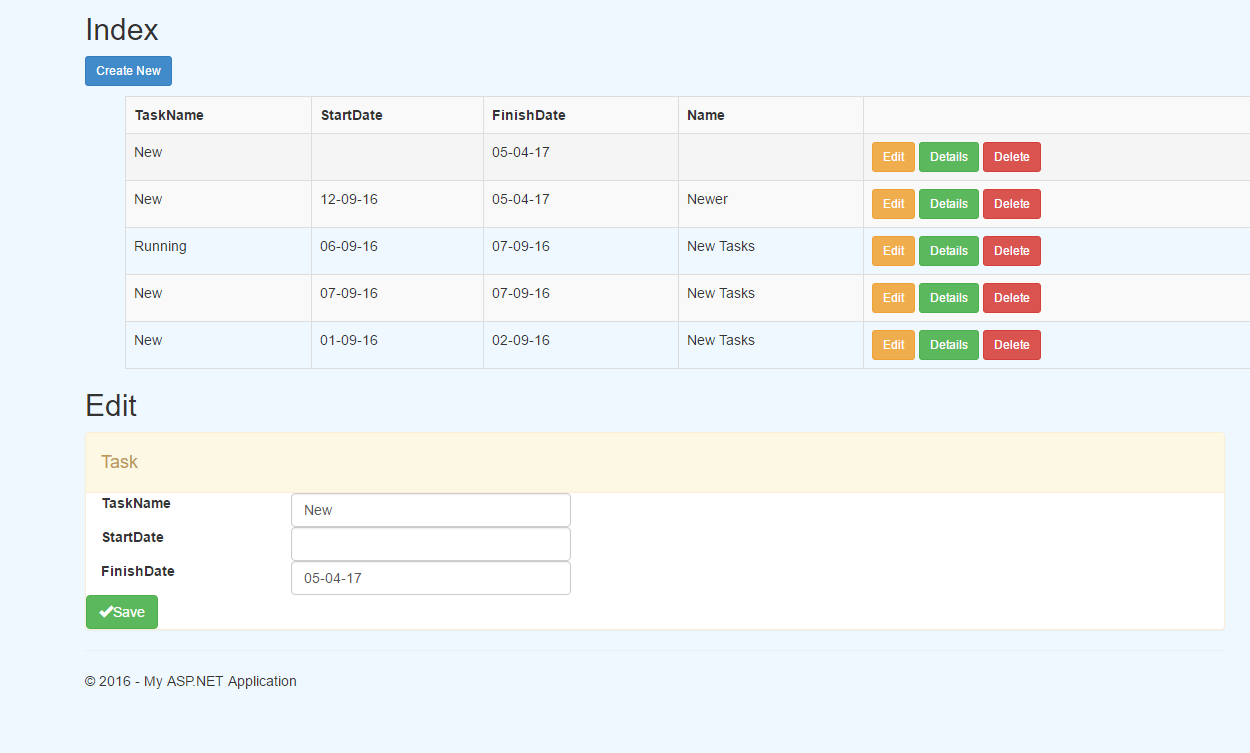 Index
Create New
TaskName StartDate FinishDate Name
New 05-04-17 Edit Details Delete
New 12-09-16 05-04-17 Newer Edit Details Delete
Running 06-09-16 07-09-16 New Tasks Edit Details Delete
New 07-09-16 07-09-16 New Tasks Edit Details Delete
New 01-09-16 02-09-16 New Tasks Edit Details Delete
Edit
Task
TaskName New
StartDate
FinishDate 05-04-17
Save
© 2016 - My ASP.NET Application